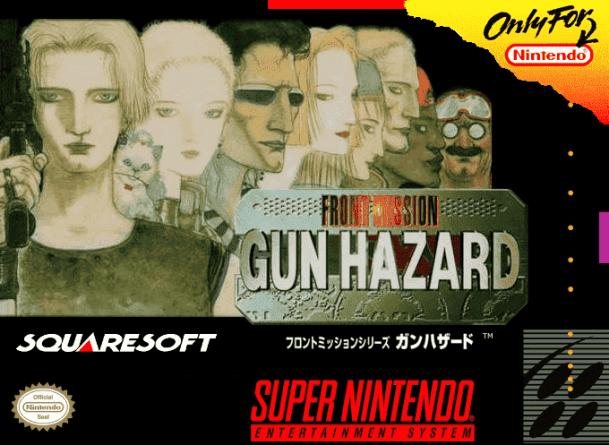 Only For
Nintendo
FRONT MISSION
GUN HAZARD
SQUARESOFT
フロントミッションシリーズ ガンハザード ™
Official
Nintendo
Seal
SUPER NINTENDO
ENTERTAINMENT SYSTEM